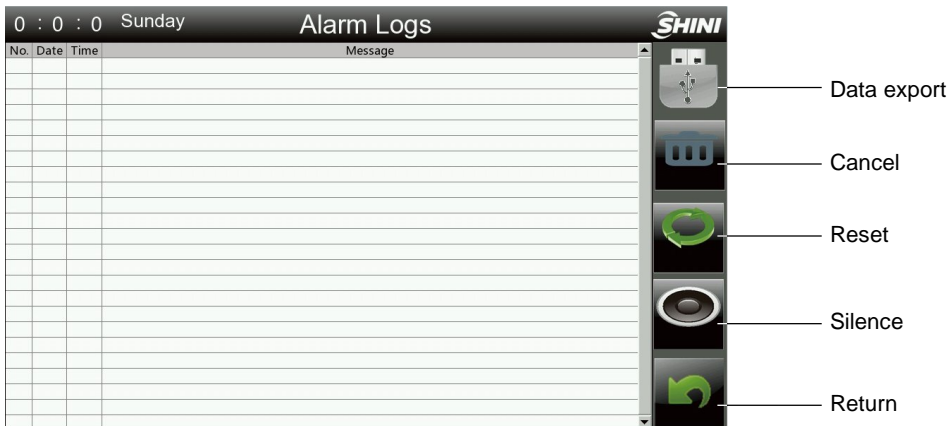 0 : 0 : 0 Sunday Alarm Logs SHINI
No. Date Time Message
Data export
Cancel
Reset
Silence
Return